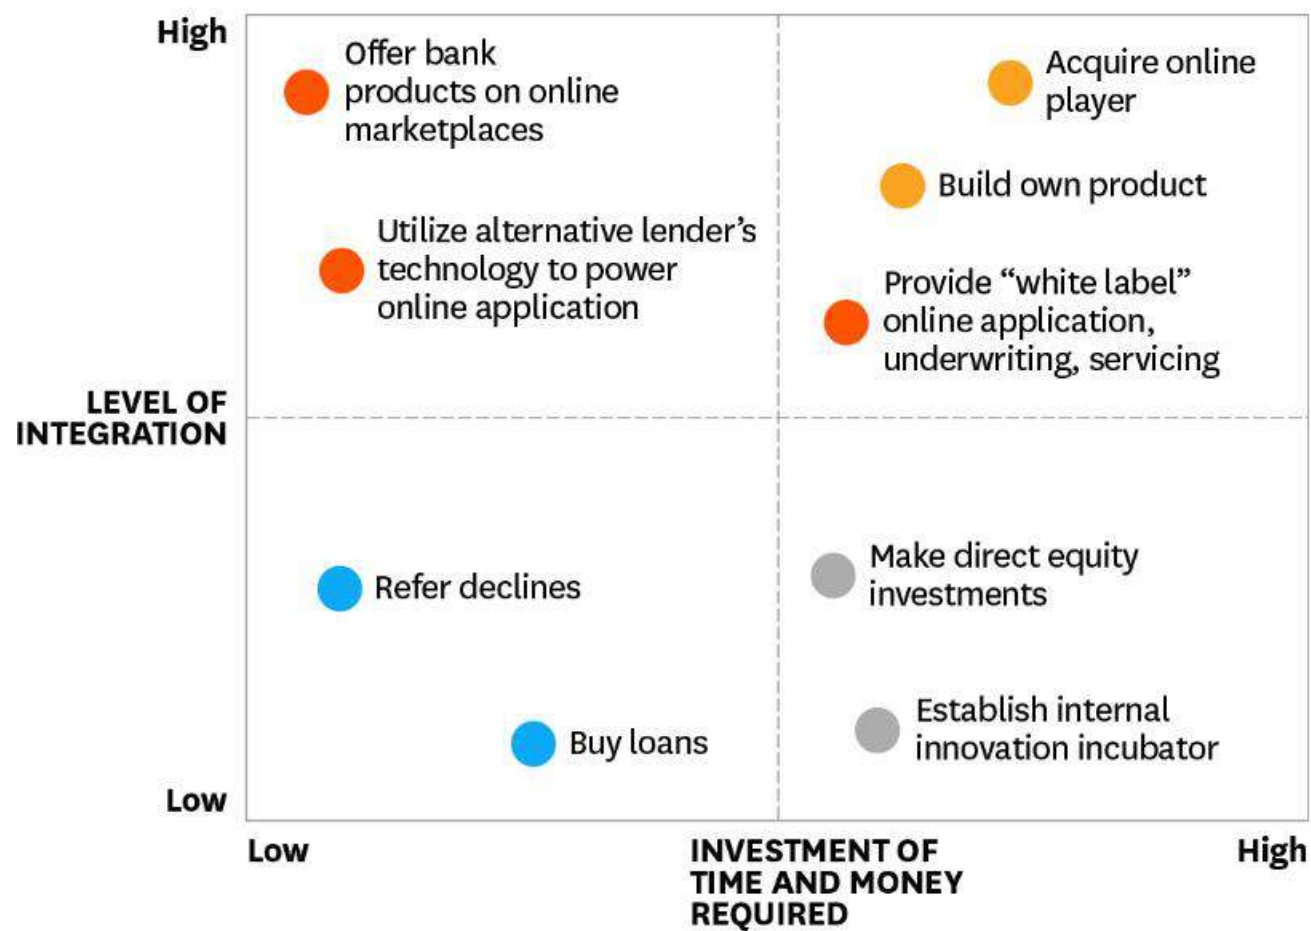 High
Offer bank
products on online
marketplaces
Acquire online
player
Build own product
Utilize alternative lender’s
technology to power
online application
Provide “white label”
online application,
underwriting, servicing
LEVEL OF
INTEGRATION
Refer declines
Make direct equity
investments
Buy loans
Establish internal
innovation incubator
Low
Low
INVESTMENT OF
TIME AND MONEY
REQUIRED
High